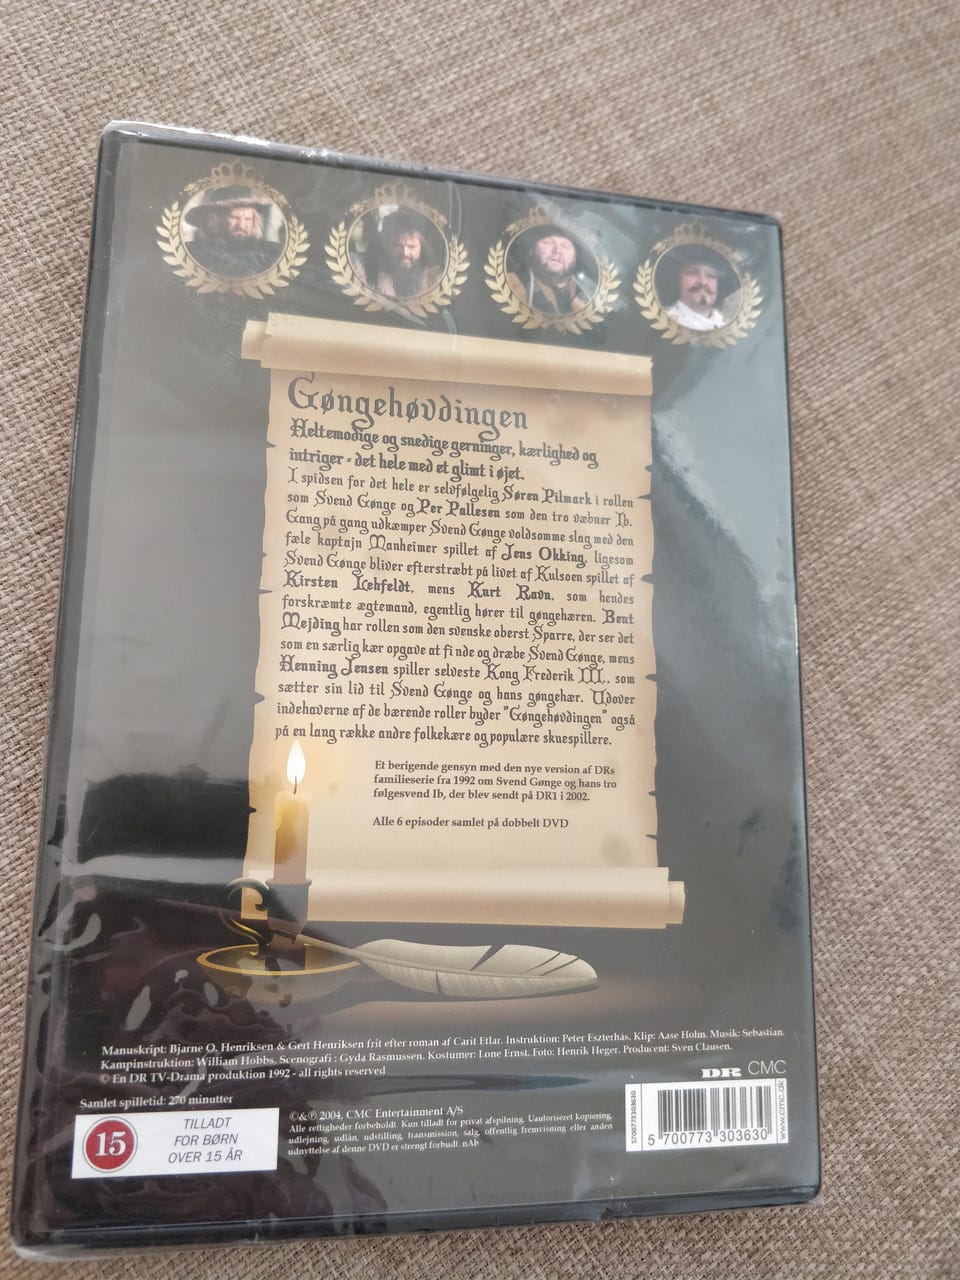 Gøngehøvdingen
Heltemodige og snedige gerninger, kærlighed og
intriger - det hele med et glimt i øjet.
I spidsen for det hele er selvfølgelig Søren Pilmark i rollen
som Svend Gønge og Per Pallesen som den tro væbner Ib.
Gang på gang udkæmper Svend Gønge voldsomme slag med den
fæle kaptajn Manheimer spillet af Jens Okking, ligesom
Svend Gønge bliver efterstræbt på livet af Kulsoen spillet af
Kirsten Lehfeldt, mens Kurt Ravn, som hendes
forskræmte ægtemand, egentlig hører til gøngehæren. Bent
Mejding har rollen som den svenske oberst Sparre, der ser det
som en særlig kær opgave at fi nde og dræbe Svend Gønge, mens
Henning Jensen spiller selveste Kong Frederik III., som
sætter sin lid til Svend Gønge og hans gøngehær. Udover
indehaverne af de bærende roller byder "Gøngehøvdingen" også
på en lang række andre folkekære og populære skuespillere.
Et berigende gensyn med den nye version af DRs
familieserie fra 1992 om Svend Gønge og hans tro
følgesvend Ib, der blev sendt på DR1 i 2002.
Alle 6 episoder samlet på dobbelt DVD
Manuskript: Bjarne O. Henriksen & Gert Henriksen frit efter roman af Carit Etlar. Instruktion: Peter Eszterhás. Klip: Aase Holm. Musik: Sebastian.
Kampinstruktion: William Hobbs. Scenografi : Gyda Rasmussen. Kostumer: Lone Ernst. Foto: Henrik Heger. Producent: Sven Clausen.
© En DR TV-Drama produktion 1992 - all rights reserved
DR CMC
Samlet spilletid: 270 minutter
15
TILLADT
FOR BØRN
OVER 15 ÅR
©&℗ 2004, CMC Entertainment A/S
Alle rettigheder forbeholdt. Kun tilladt for privat afspilning. Uautoriseret kopiering,
udlejning, udlån, udstilling, transmission, salg, offentlig fremvisning eller anden
udnyttelse af denne DVD er strengt forbudt. nAb
5700773303630
5 700773 303630
www.cmc.dk